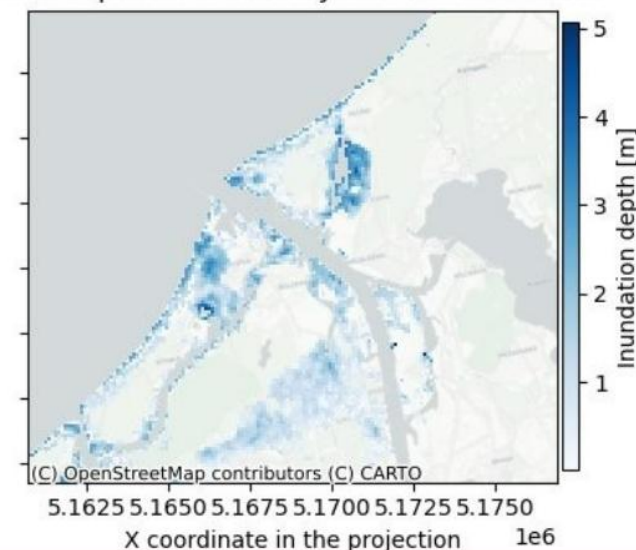 5
4
3
2
1
Inundation depth [m]
(C) OpenStreetMap contributors (C) CARTO
5.1625 5.1650 5.1675 5.1700 5.1725 5.1750
1e6
X coordinate in the projection